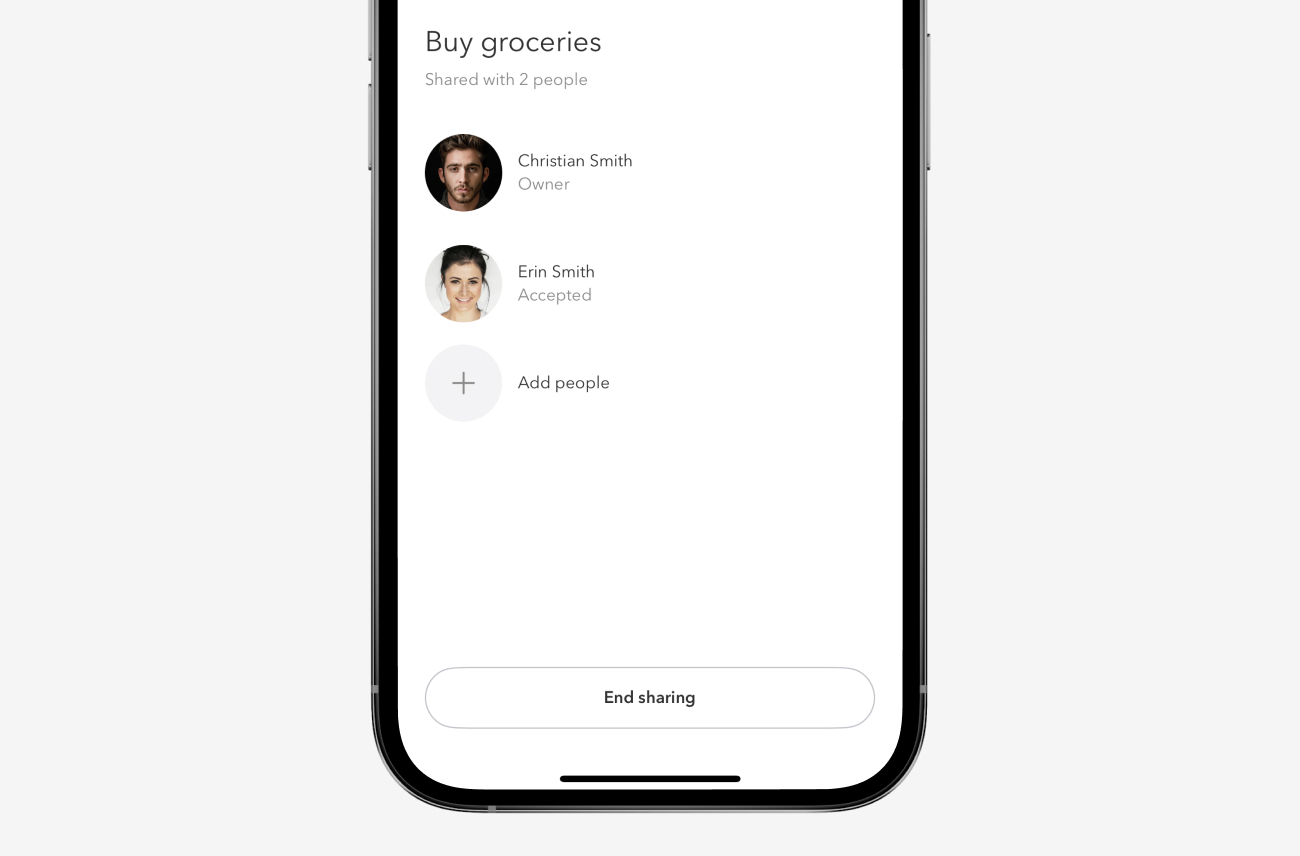 Buy groceries
Shared with 2 people
Christian Smith
Owner
Erin Smith
Accepted
Add people
End sharing